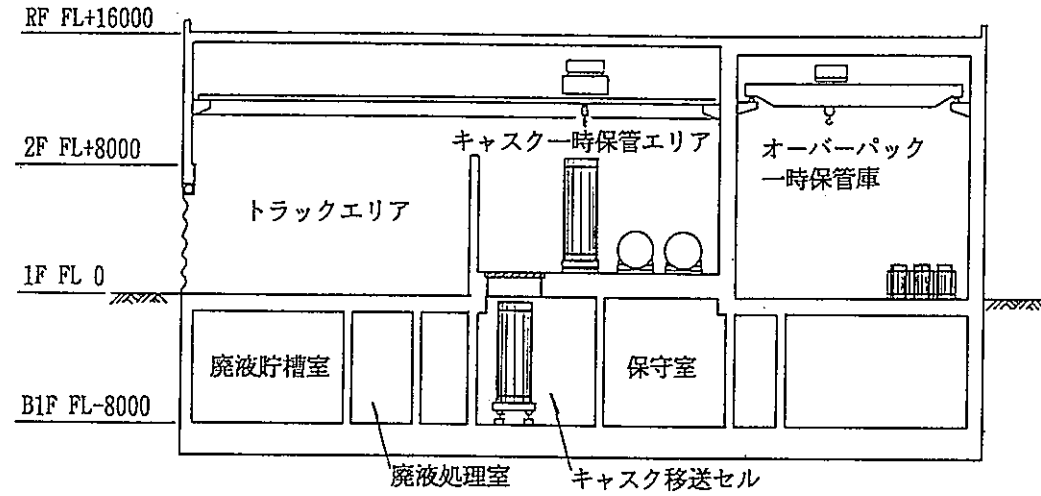 RF FL+16000
キャスク一時保管エリア
2F FL+8000
オーバーパック
一時保管庫
トラックエリア
1F FL 0
廃液貯槽室
保守室
B1F FL-8000
廃液処理室
キャスク移送セル